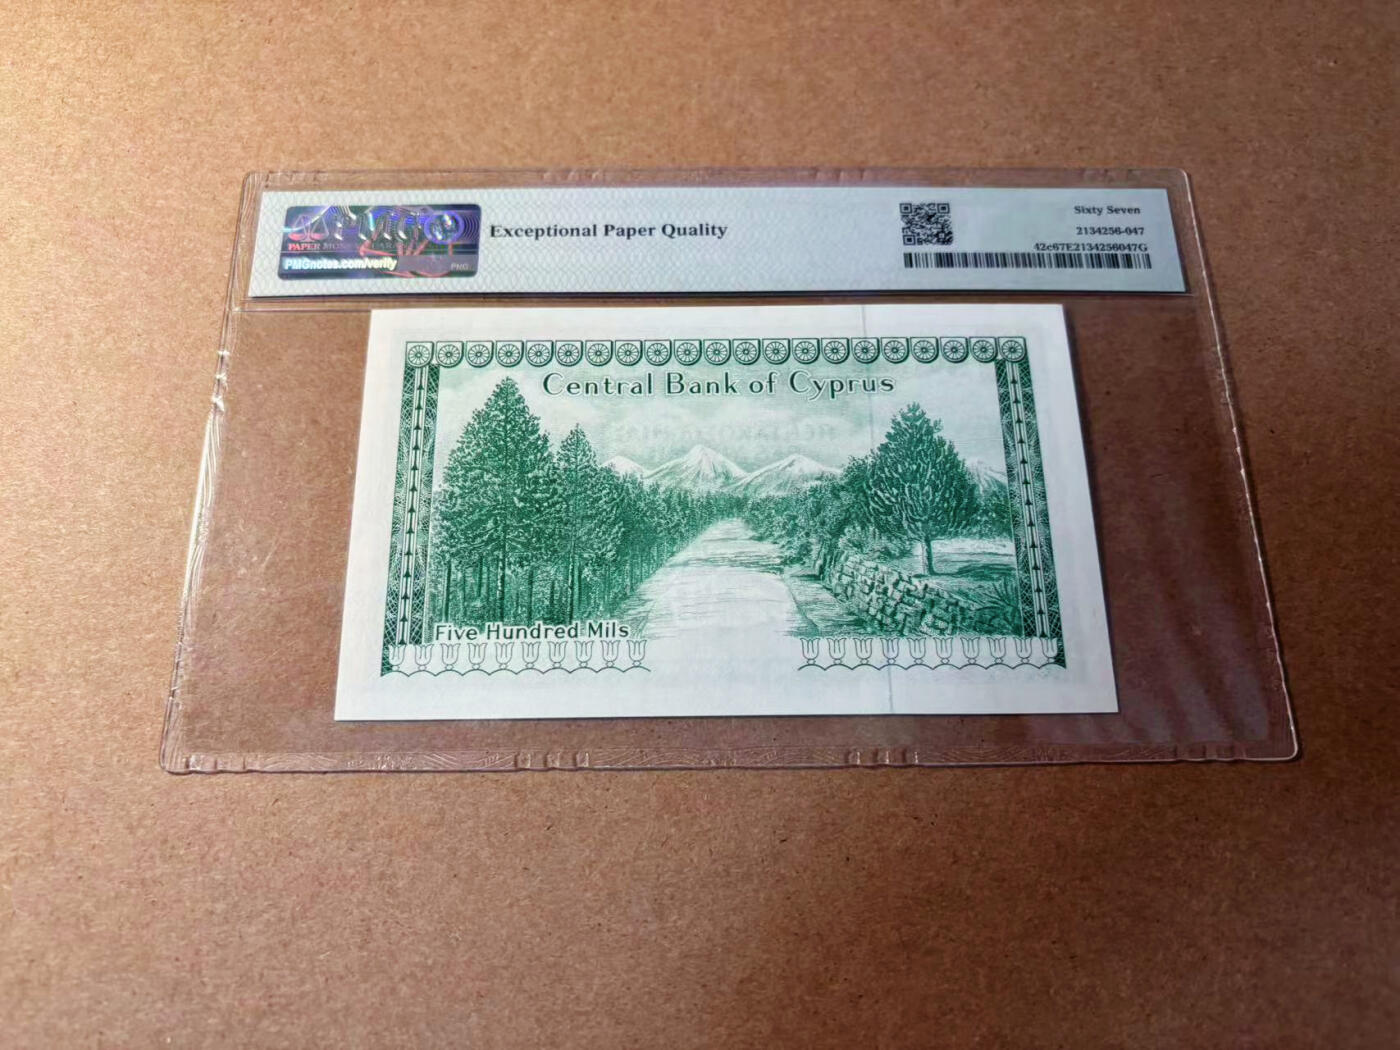 PMG
PAPER MONEY GUARANTY
PMGnotes.com/verify
PMG
Exceptional Paper Quality
Sixty Seven
2134256-047
42c67E2134256047G
Central Bank of Cyprus
Five Hundred Mils